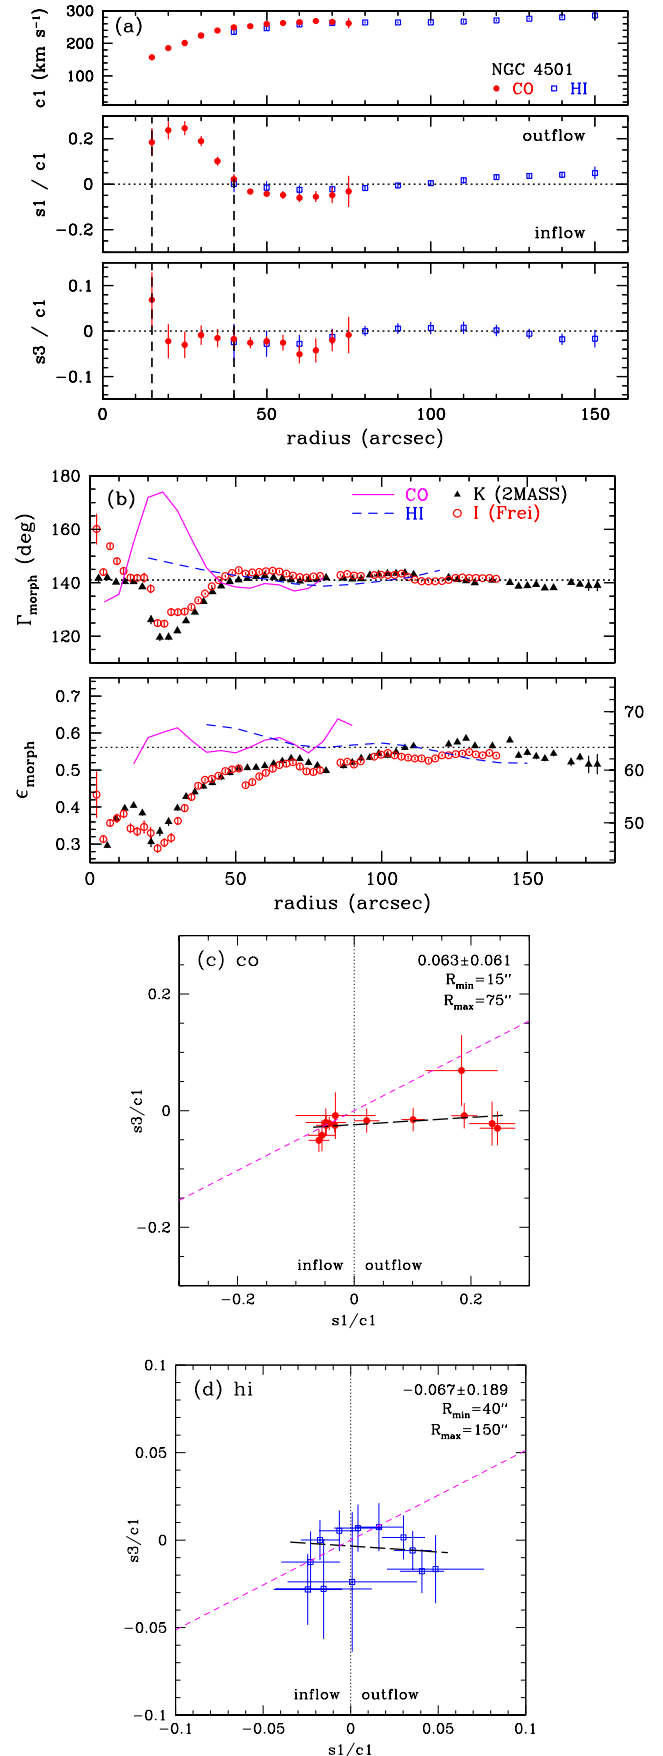 (a)
300
200
100
c1 (km s⁻¹)
NGC 4501
CO HI
0.2
0
−0.2
s1 / c1
outflow
inflow
0.1
0
−0.1
s3 / c1
0 50 100 150
radius (arcsec)
(b)
180
160
140
120
Γmorph (deg)
CO K (2MASS)
HI I (Frei)
0.7
0.6
0.5
0.4
0.3
ϵmorph
70
60
50
0 50 100 150
radius (arcsec)
(c) co
0.063±0.061
Rmin=15″
Rmax=75″
0.2
0
−0.2
s3/c1
inflow outflow
−0.2 0 0.2
s1/c1
(d) hi
−0.067±0.189
Rmin=40″
Rmax=150″
0.1
0.05
0
−0.05
−0.1
s3/c1
inflow outflow
−0.1 −0.05 0 0.05 0.1
s1/c1